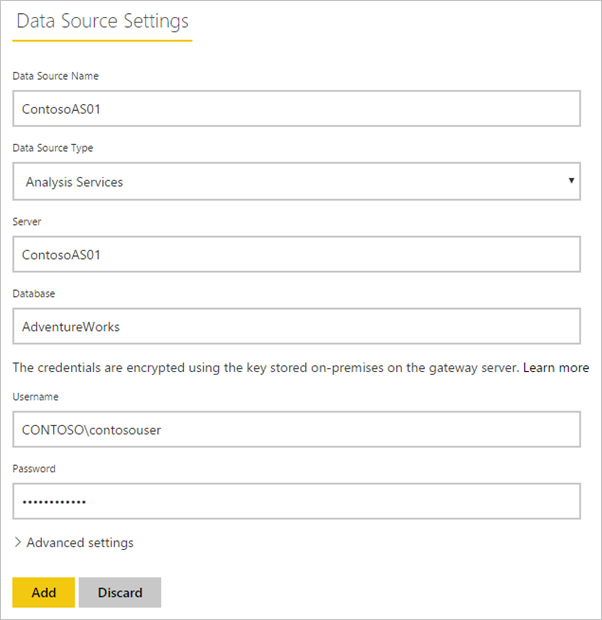 Data Source Settings
Data Source Name
ContosoAS01
Data Source Type
Analysis Services
Server
ContosoAS01
Database
AdventureWorks
The credentials are encrypted using the key stored on-premises on the gateway server. Learn more
Username
CONTOSO\contosouser
Password
••••••••••••
Advanced settings
Add Discard